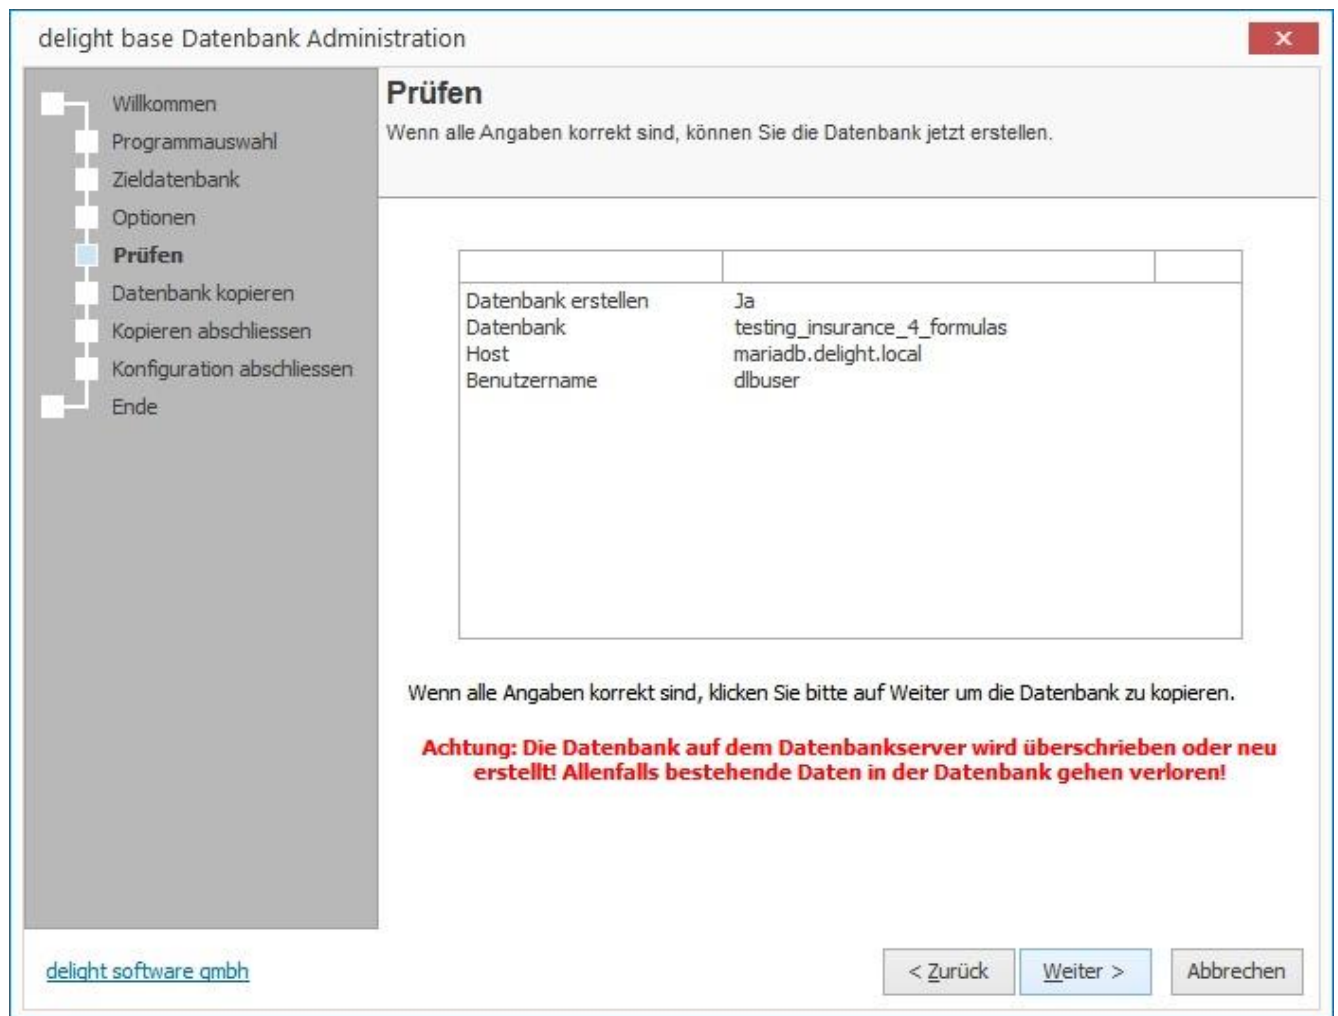 delight base Datenbank Administration
Willkommen
Programmauswahl
Zieldatenbank
Optionen
Prüfen
Datenbank kopieren
Kopieren abschliessen
Konfiguration abschliessen
Ende
Prüfen
Wenn alle Angaben korrekt sind, können Sie die Datenbank jetzt erstellen.
Datenbank erstellen Ja
Datenbank testing_insurance_4_formulas
Host mariadb.delight.local
Benutzername dlbuser
Wenn alle Angaben korrekt sind, klicken Sie bitte auf Weiter um die Datenbank zu kopieren.
Achtung: Die Datenbank auf dem Datenbankserver wird überschrieben oder neu
erstellt! Allenfalls bestehende Daten in der Datenbank gehen verloren!
delight software gmbh
< Zurück Weiter > Abbrechen